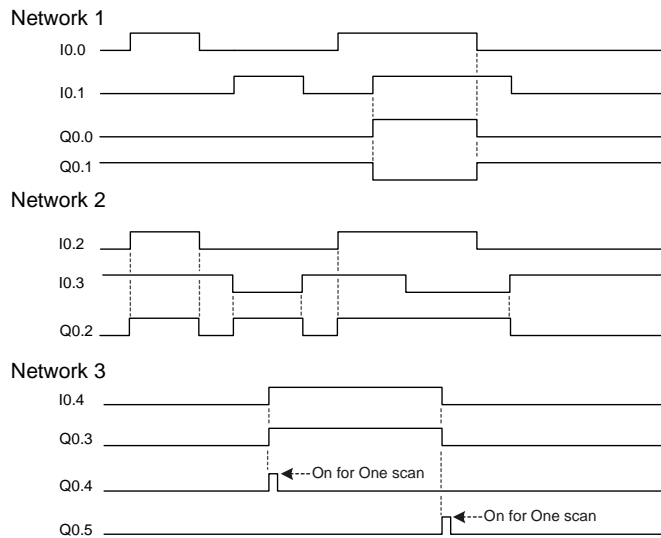 Network 1
I0.0
I0.1
Q0.0
Q0.1
Network 2
I0.2
I0.3
Q0.2
Network 3
I0.4
Q0.3
Q0.4
On for One scan
Q0.5
On for One scan